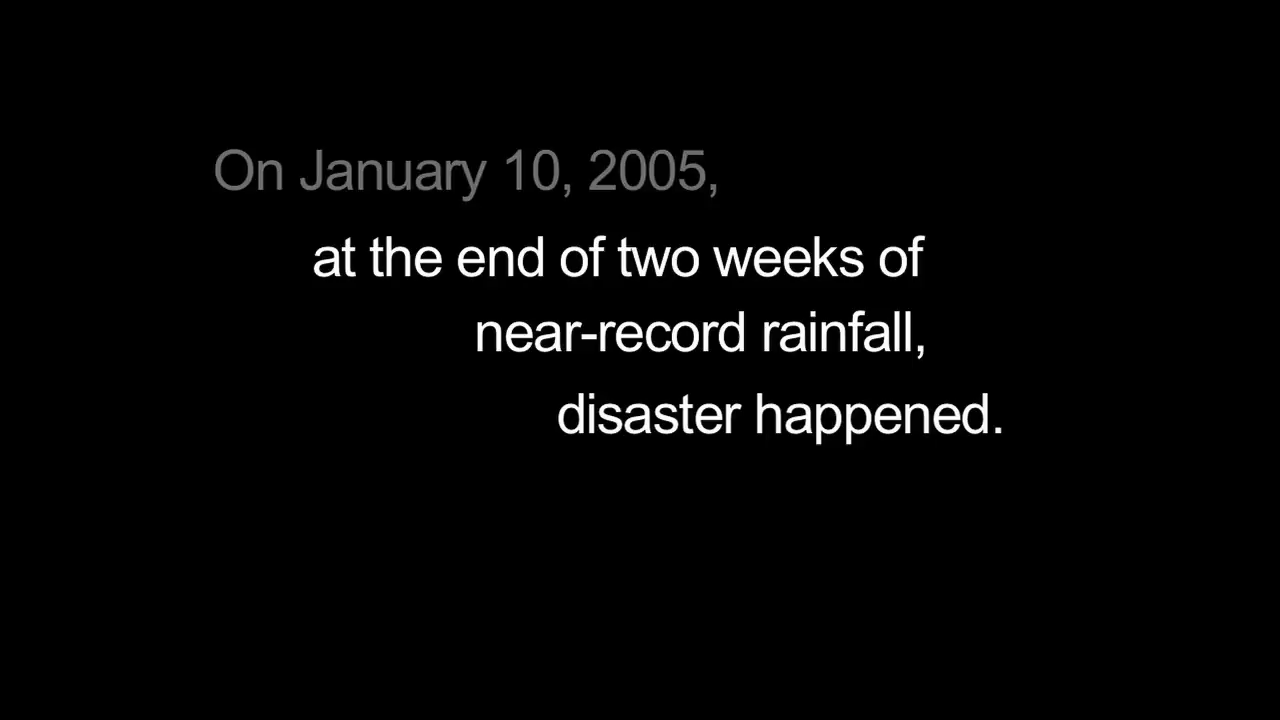 On January 10, 2005,
at the end of two weeks of
near-record rainfall,
disaster happened.